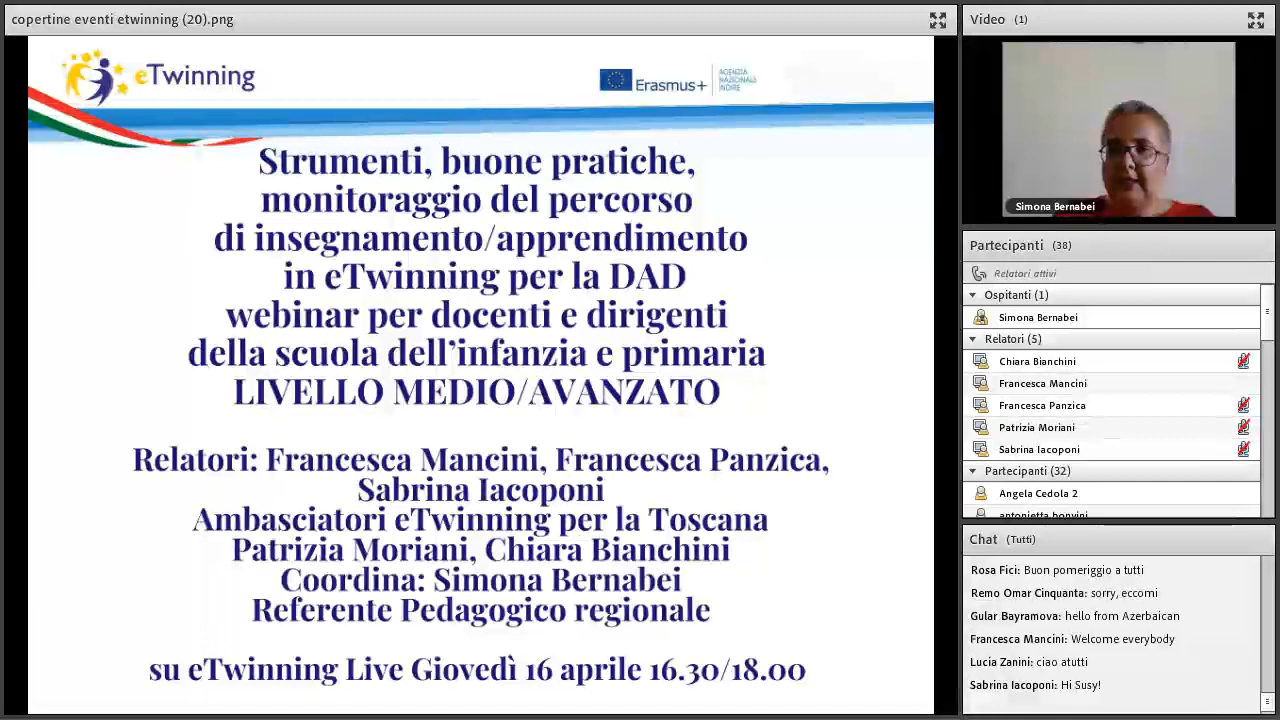 copertine eventi etwinning (20).png
eTwinning
Erasmus+
AGENZIA
NAZIONALE
INDIRE
Strumenti, buone pratiche,
monitoraggio del percorso
di insegnamento/apprendimento
in eTwinning per la DAD
webinar per docenti e dirigenti
della scuola dell’infanzia e primaria
LIVELLO MEDIO/AVANZATO
Relatori: Francesca Mancini, Francesca Panzica,
Sabrina Iacoponi
Ambasciatori eTwinning per la Toscana
Patrizia Moriani, Chiara Bianchini
Coordina: Simona Bernabei
Referente Pedagogico regionale
su eTwinning Live Giovedì 16 aprile 16.30/18.00
Video (1)
Simona Bernabei
Partecipanti (38)
Relatori attivi
Ospitanti (1)
Simona Bernabei
Relatori (5)
Chiara Bianchini
Francesca Mancini
Francesca Panzica
Patrizia Moriani
Sabrina Iacoponi
Partecipanti (32)
Angela Cedola 2
antonietta bonvini
Chat (Tutti)
Rosa Fici: Buon pomeriggio a tutti
Remo Omar Cinquanta: sorry, eccomi
Gular Bayramova: hello from Azerbaican
Francesca Mancini: Welcome everybody
Lucia Zanini: ciao atutti
Sabrina Iacoponi: Hi Susy!